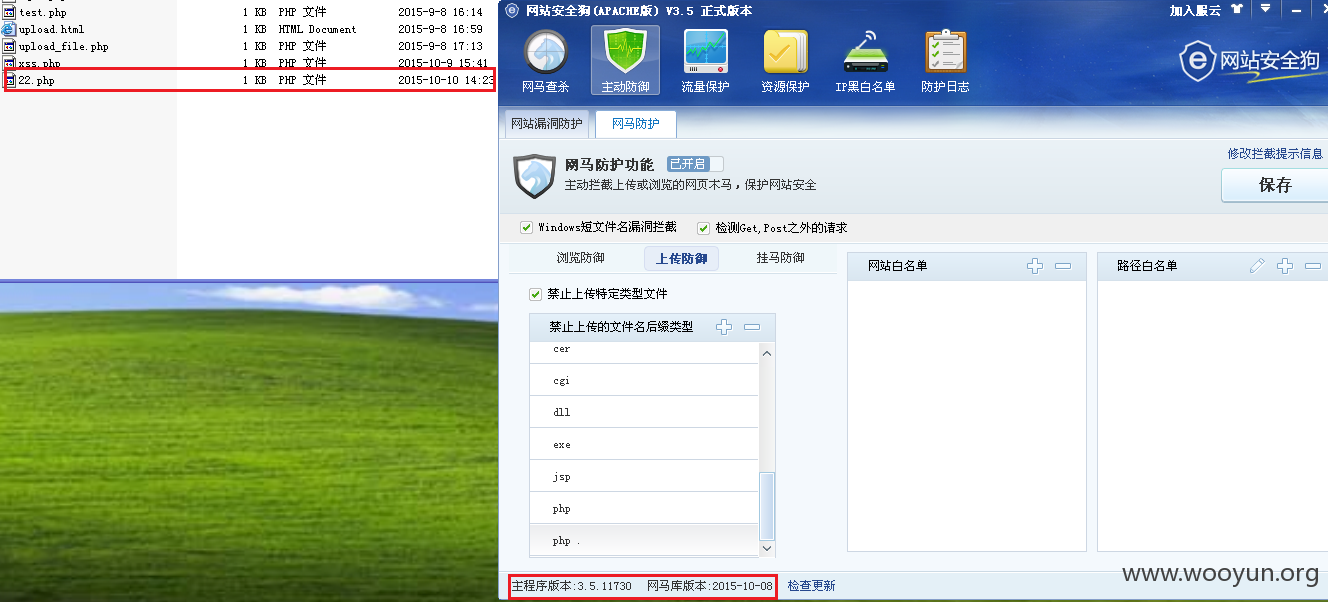 test.php 1 KB PHP 文件 2015-9-8 16:14
upload.html 1 KB HTML Document 2015-9-8 16:59
upload_file.php 1 KB PHP 文件 2015-9-8 17:13
xss.php 1 KB PHP 文件 2015-10-9 15:41
22.php 1 KB PHP 文件 2015-10-10 14:23
网站安全狗(APACHE版) V3.5 正式版本
加入服云
网马查杀 主动防御 流量保护 资源保护 IP黑白名单 防护日志
网站安全狗
网站漏洞防护 网马防护
网马防护功能 已开启
主动拦截上传或浏览的网页木马，保护网站安全
修改拦截提示信息
保存
Windows短文件名漏洞拦截 检测Get,Post之外的请求
浏览防御 上传防御 挂马防御
禁止上传特定类型文件
禁止上传的文件名后缀类型
cer
cgi
dll
exe
jsp
php
php .
网站白名单
路径白名单
主程序版本:3.5.11730 网马库版本:2015-10-08 检查更新
www.wooyun.org